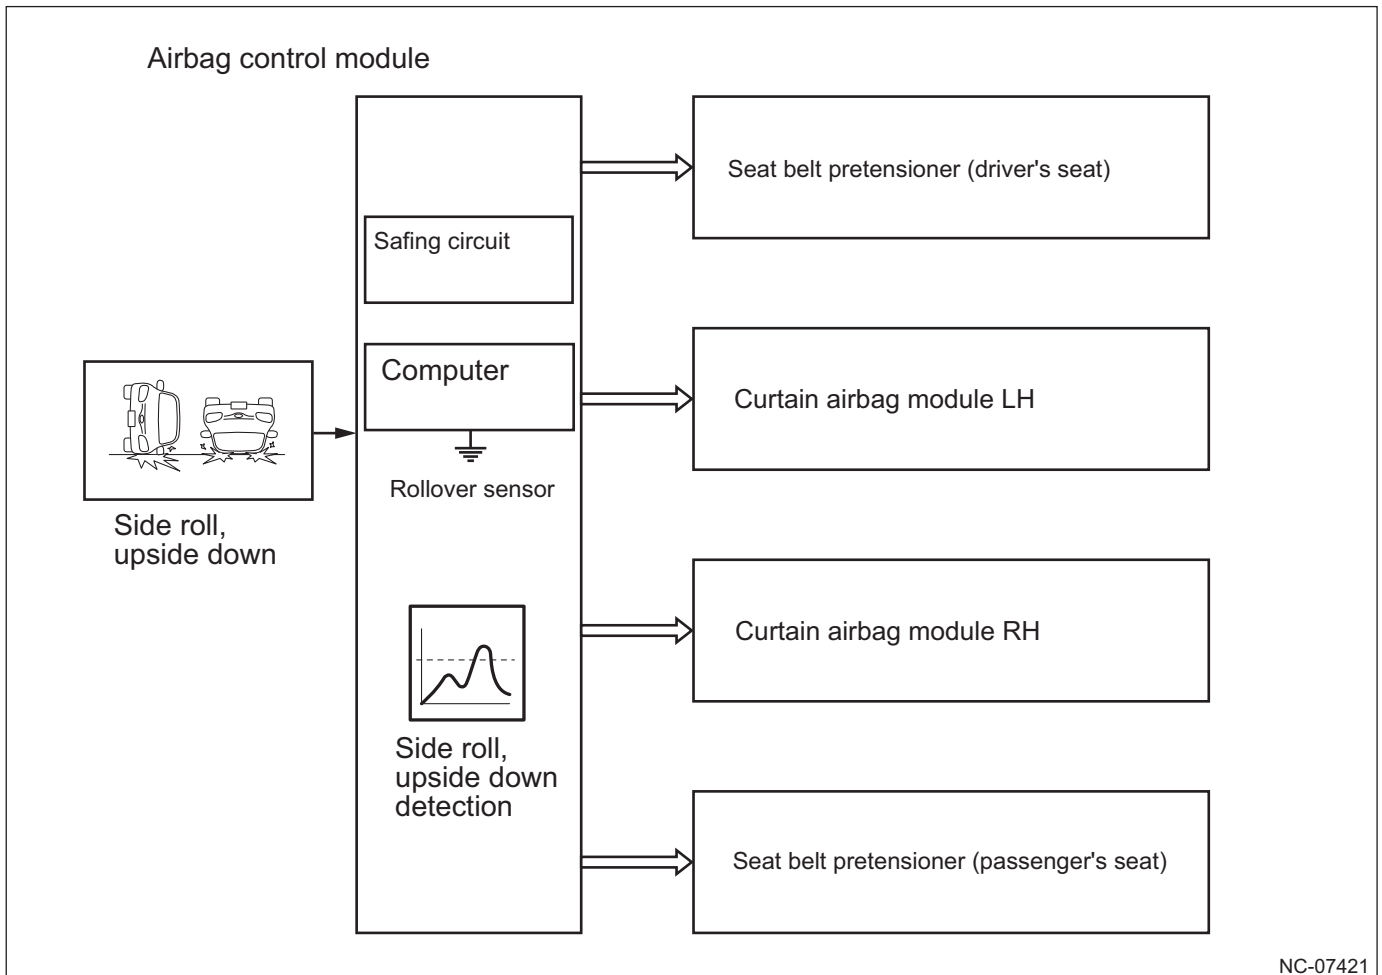 Airbag control module
Seat belt pretensioner (driver's seat)
Safing circuit
Computer
Curtain airbag module LH
Rollover sensor
Side roll,
upside down
Curtain airbag module RH
Side roll,
upside down
detection
Seat belt pretensioner (passenger's seat)
NC-07421